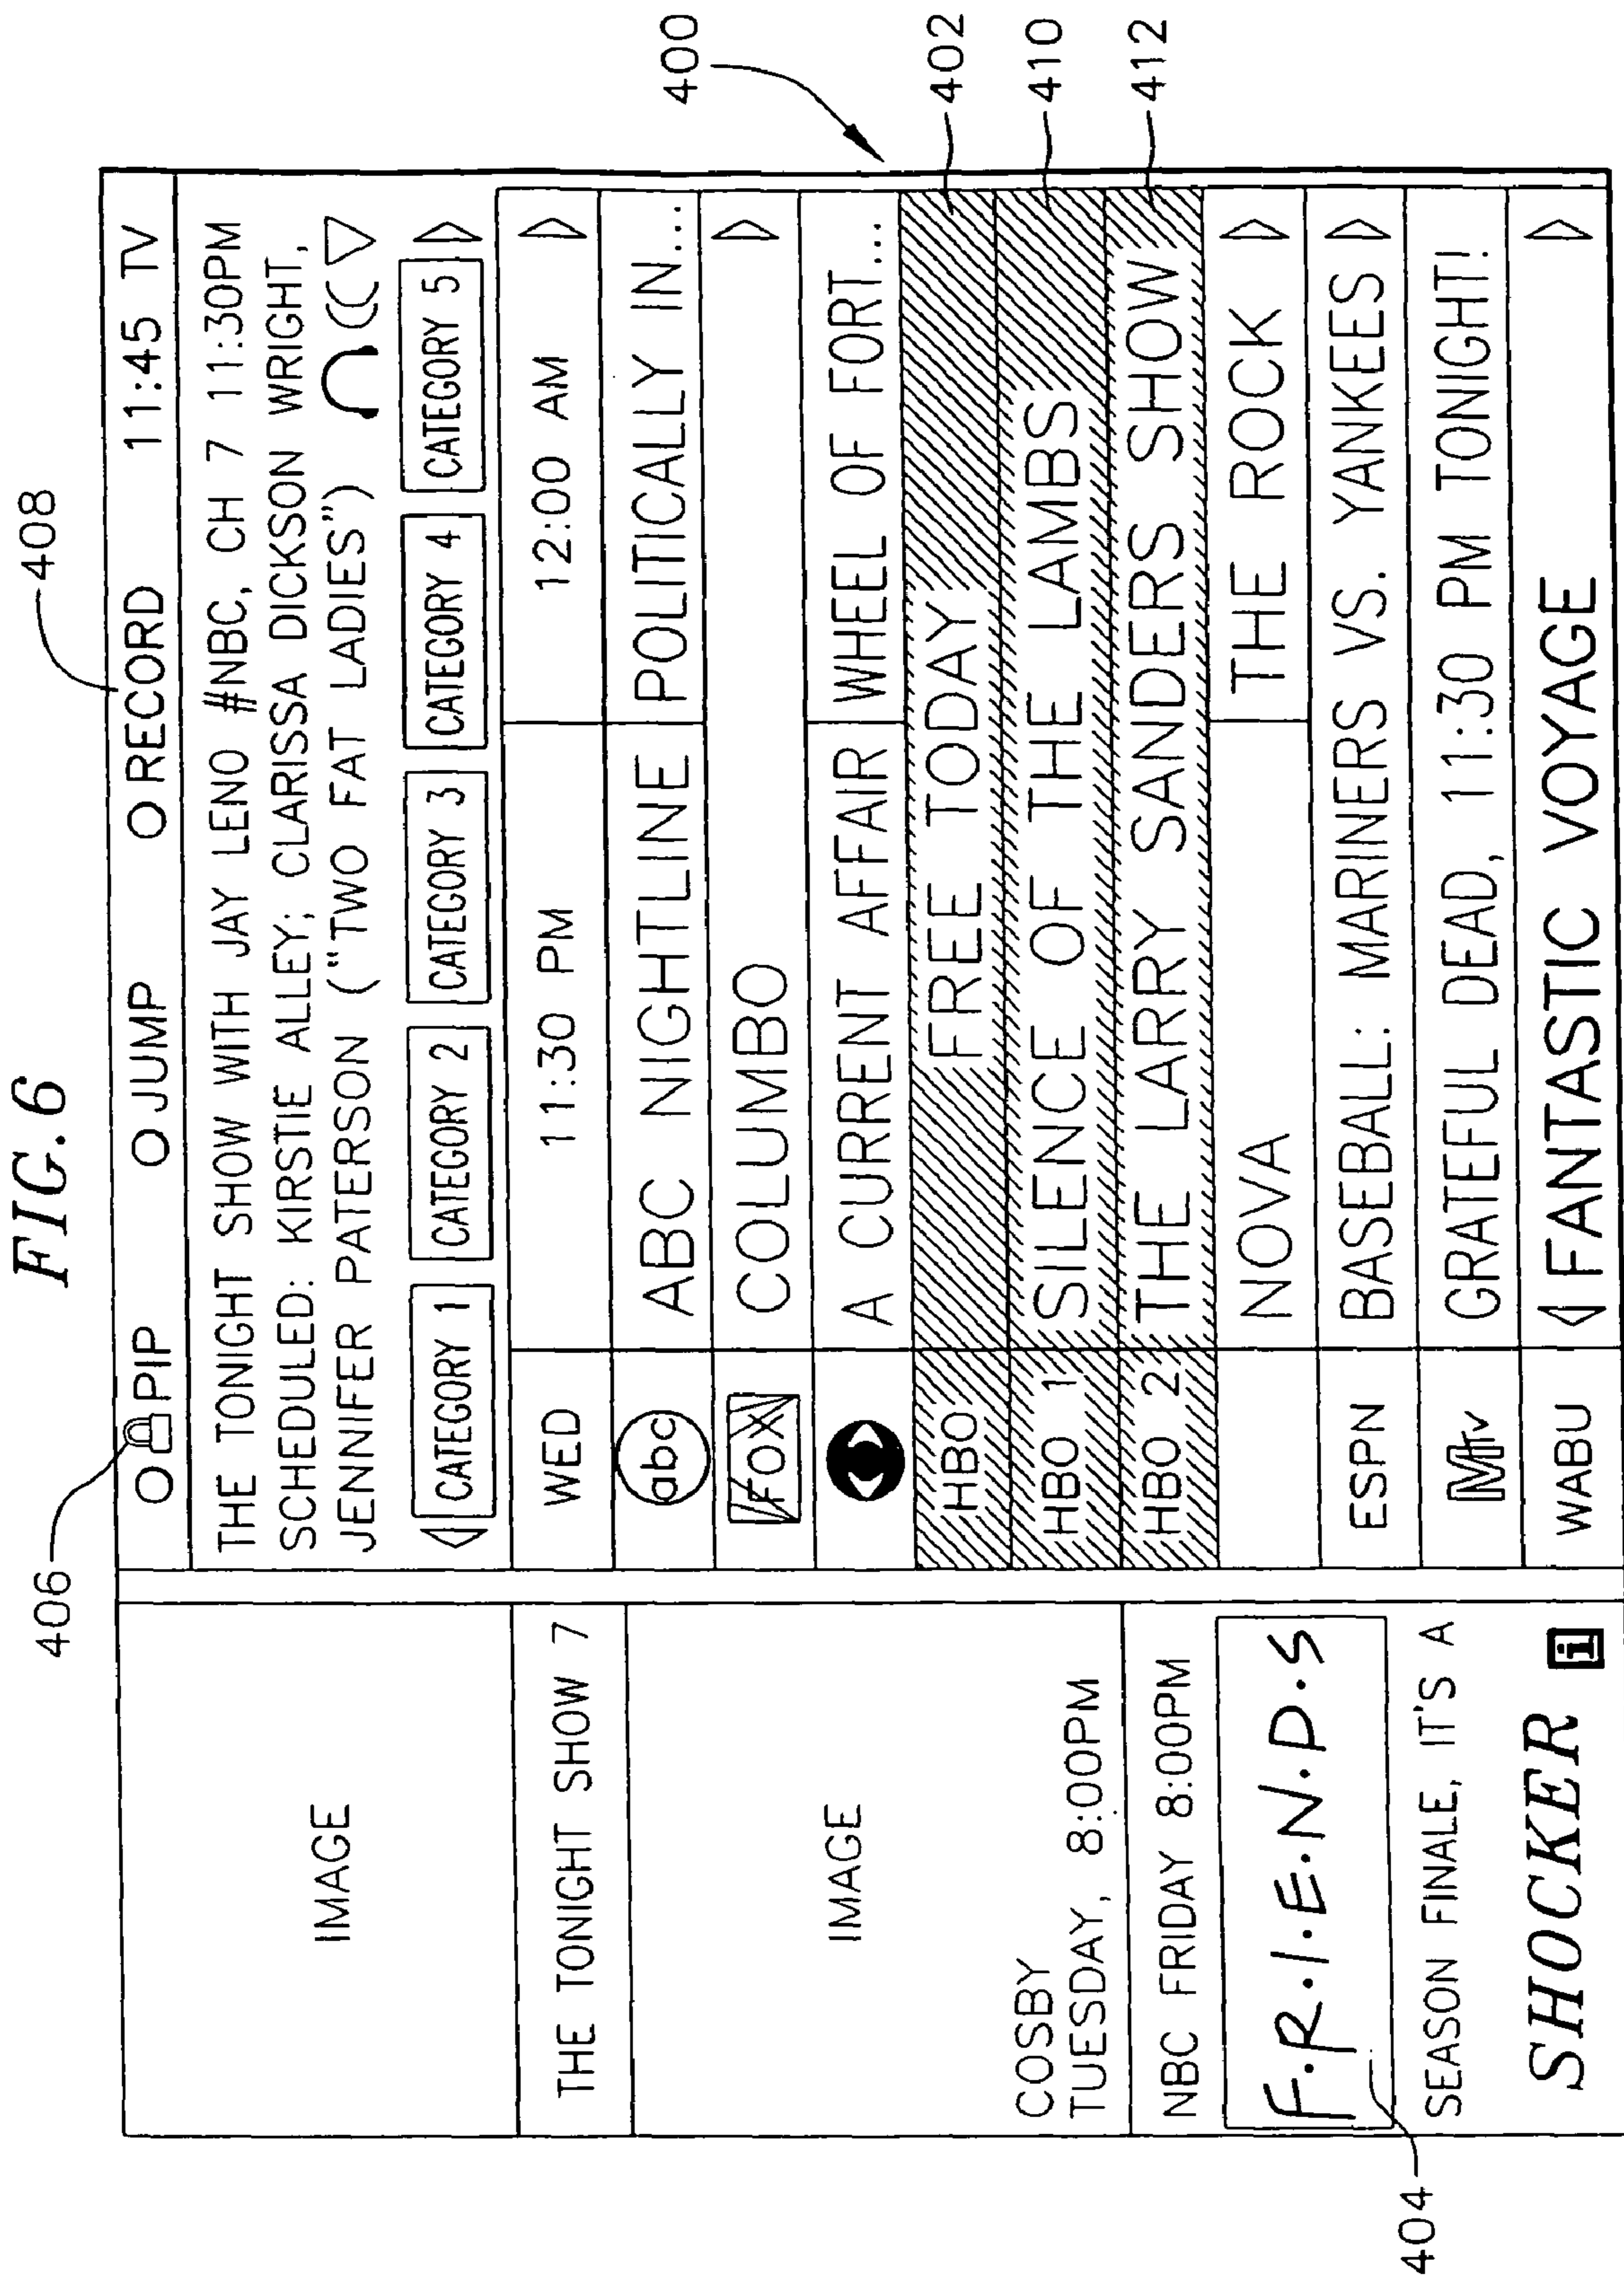 FIG.6
406
408
400
402
410
412
404
PIP JUMP RECORD 11:45 TV
THE TONIGHT SHOW WITH JAY LENO #NBC, CH 7 11:30PM
SCHEDULED: KIRSTIE ALLEY; CLARISSA DICKSON WRIGHT,
JENNIFER PATERSON ("TWO FAT LADIES")
CATEGORY 1 CATEGORY 2 CATEGORY 3 CATEGORY 4 CATEGORY 5
WED 11:30 PM 12:00 AM
abc ABC NIGHTLINE POLITICALLY IN...
FOX COLUMBO
A CURRENT AFFAIR WHEEL OF FORT...
HBO FREE TODAY
HBO 1 SILENCE OF THE LAMBS
HBO 2 THE LARRY SANDERS SHOW
NOVA THE ROCK
ESPN BASEBALL: MARINERS VS. YANKEES
MTV GRATEFUL DEAD, 11:30 PM TONIGHT!
WABU FANTASTIC VOYAGE
IMAGE
THE TONIGHT SHOW 7
IMAGE
COSBY
TUESDAY, 8:00PM
NBC FRIDAY 8:00PM
F.R.I.E.N.D.S
SEASON FINALE, IT'S A
SHOCKER i